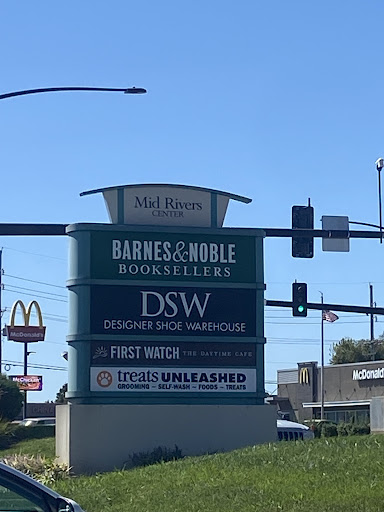 Mid Rivers
CENTER
BARNES & NOBLE
BOOKSELLERS
DSW
DESIGNER SHOE WAREHOUSE
FIRST WATCH THE DAYTIME CAFE
treats UNLEASHED
GROOMING – SELF-WASH – FOODS – TREATS
McDonald's
McCrispy
McDonald's